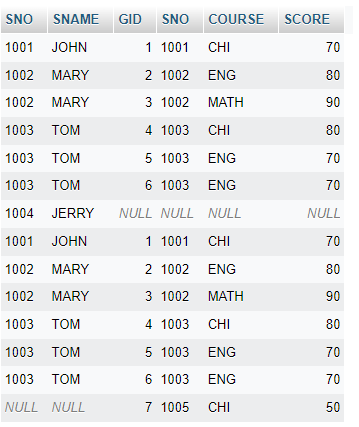 SNO SNAME GID SNO COURSE SCORE
1001 JOHN 1 1001 CHI 70
1002 MARY 2 1002 ENG 80
1002 MARY 3 1002 MATH 90
1003 TOM 4 1003 CHI 80
1003 TOM 5 1003 ENG 70
1003 TOM 6 1003 ENG 70
1004 JERRY NULL NULL NULL NULL
1001 JOHN 1 1001 CHI 70
1002 MARY 2 1002 ENG 80
1002 MARY 3 1002 MATH 90
1003 TOM 4 1003 CHI 80
1003 TOM 5 1003 ENG 70
1003 TOM 6 1003 ENG 70
NULL NULL 7 1005 CHI 50